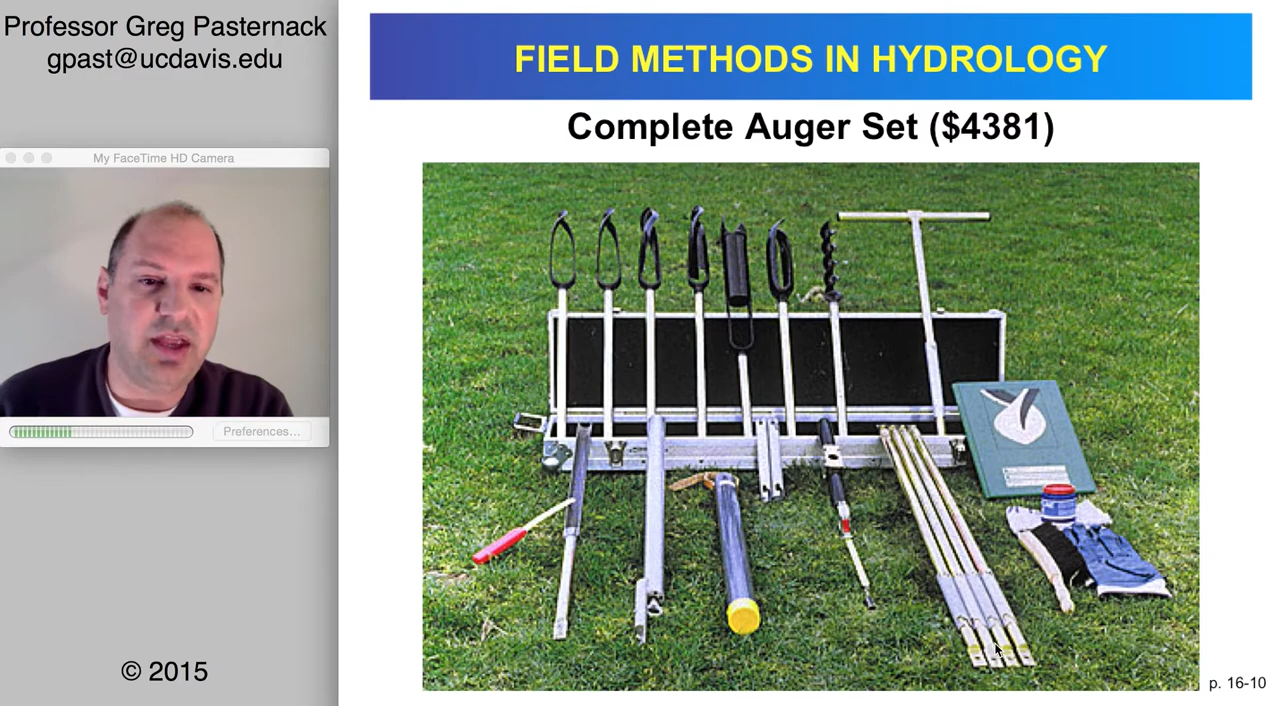 Professor Greg Pasternack
gpast@ucdavis.edu
My FaceTime HD Camera
Preferences...
© 2015
FIELD METHODS IN HYDROLOGY
Complete Auger Set ($4381)
p. 16-10